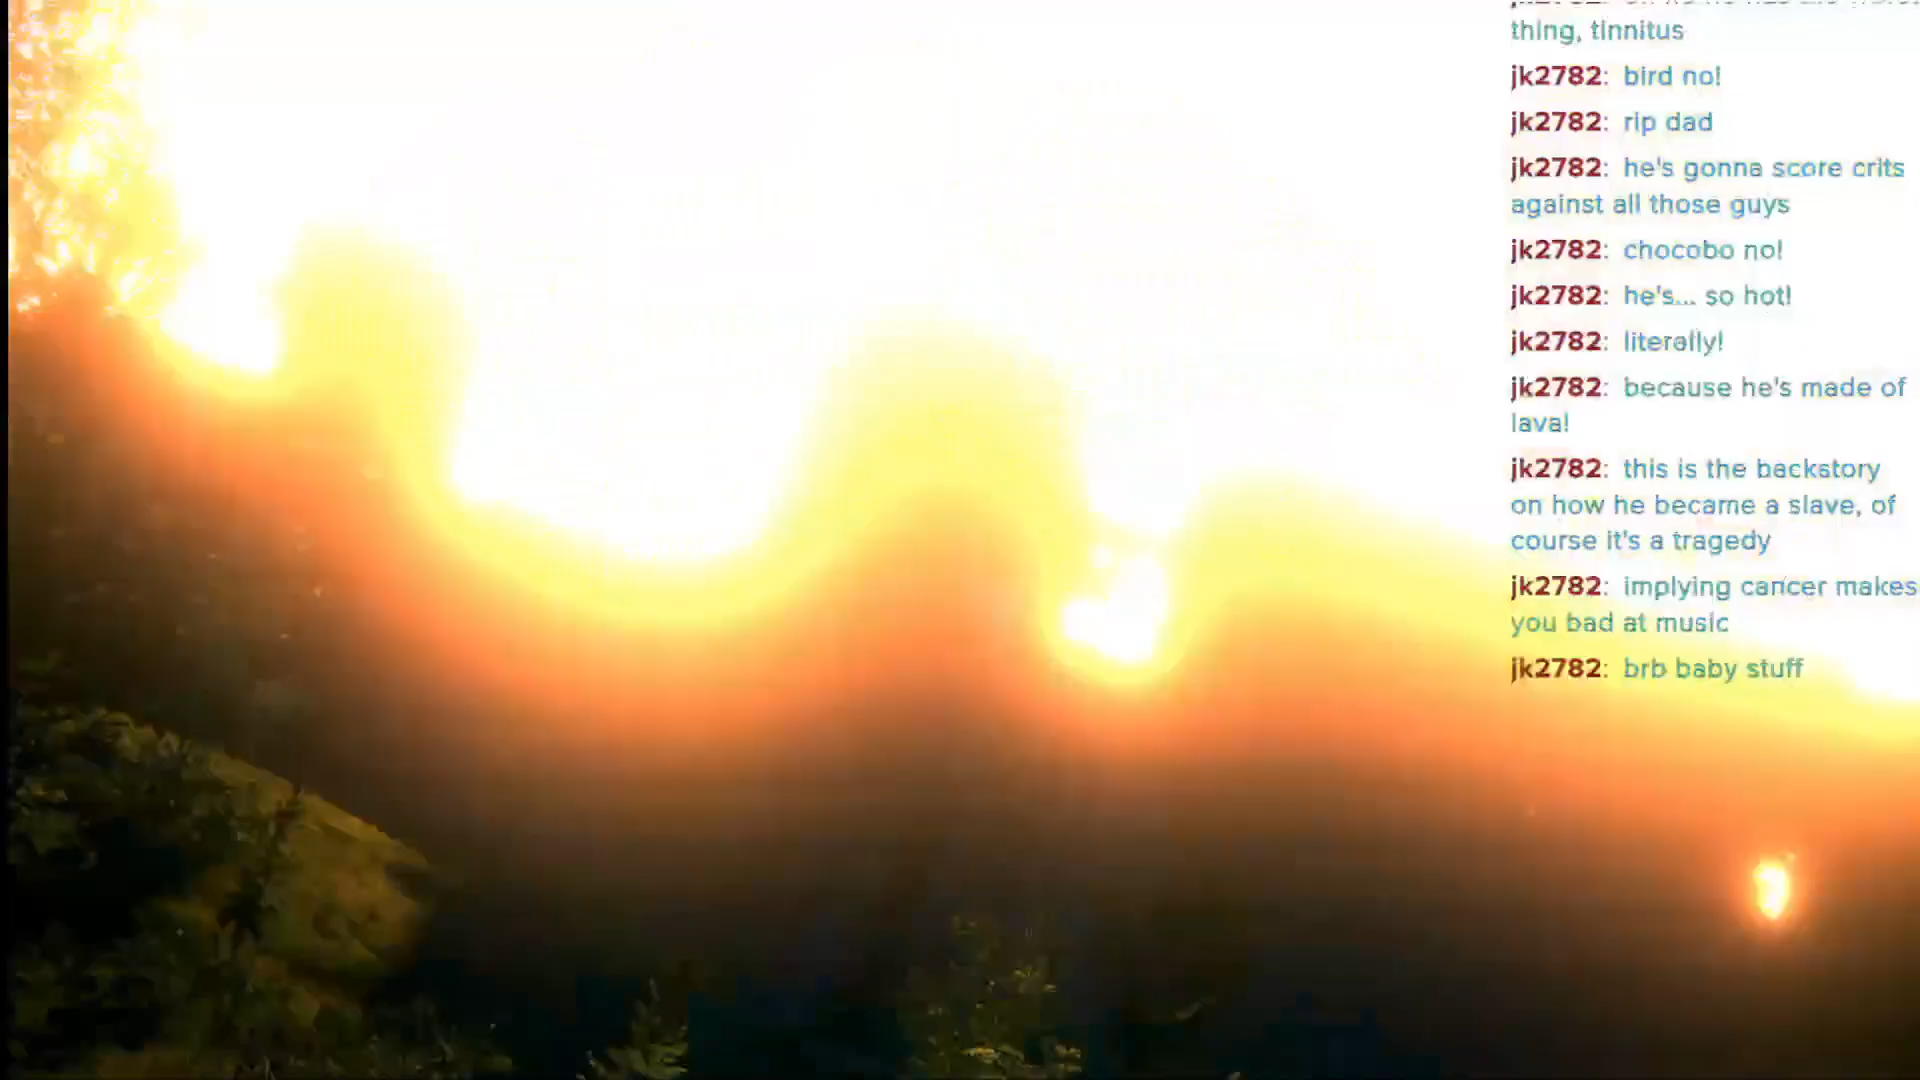 thing, tinnitus
jk2782: bird no!
jk2782: rip dad
jk2782: he's gonna score crits
against all those guys
jk2782: chocobo no!
jk2782: he's... so hot!
jk2782: literally!
jk2782: because he's made of
lava!
jk2782: this is the backstory
on how he became a slave, of
course it's a tragedy
jk2782: implying cancer makes
you bad at music
jk2782: brb baby stuff